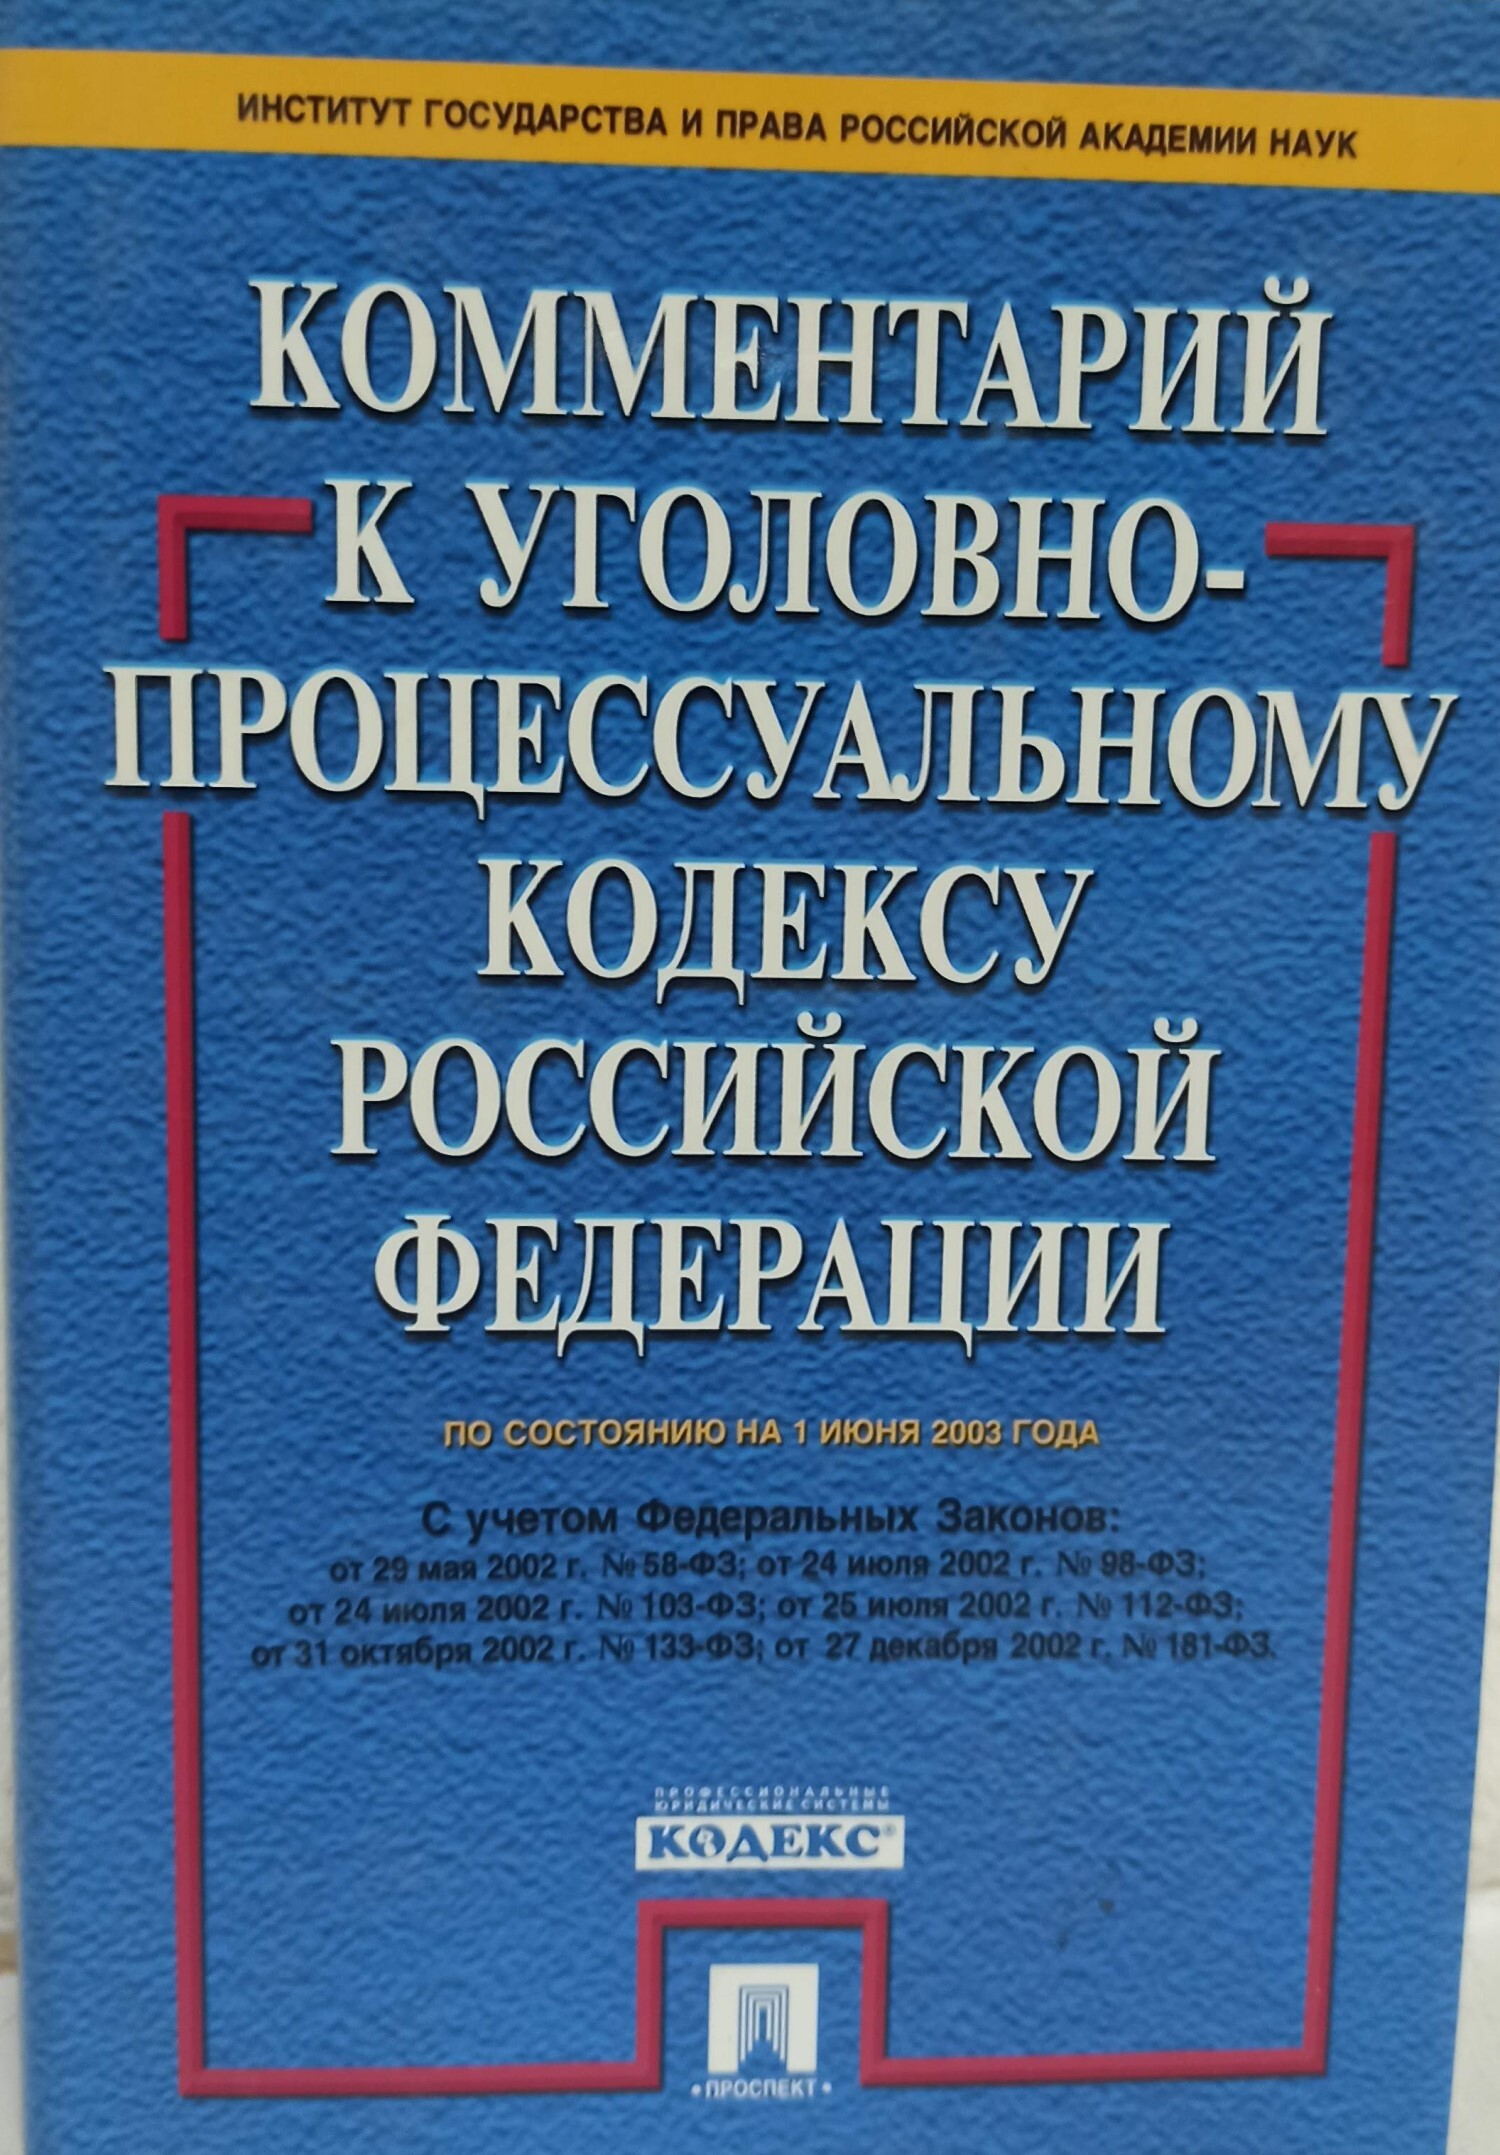 ИНСТИТУТ ГОСУДАРСТВА И ПРАВА РОССИЙСКОЙ АКАДЕМИИ НАУК
КОММЕНТАРИЙ
К УГОЛОВНО-
ПРОЦЕССУАЛЬНОМУ
КОДЕКСУ
РОССИЙСКОЙ
ФЕДЕРАЦИИ
ПО СОСТОЯНИЮ НА 1 ИЮНЯ 2003 ГОДА
С учетом Федеральных Законов:
от 29 мая 2002 г. № 58-ФЗ; от 24 июля 2002 г. № 98-ФЗ;
от 24 июля 2002 г. № 103-ФЗ; от 25 июля 2002 г. № 112-ФЗ;
от 31 октября 2002 г. № 133-ФЗ; от 27 декабря 2002 г. № 181-ФЗ.
ПРОФЕССИОНАЛЬНЫЕ
ЮРИДИЧЕСКИЕ СИСТЕМЫ
КОДЕКС®
• ПРОСПЕКТ •